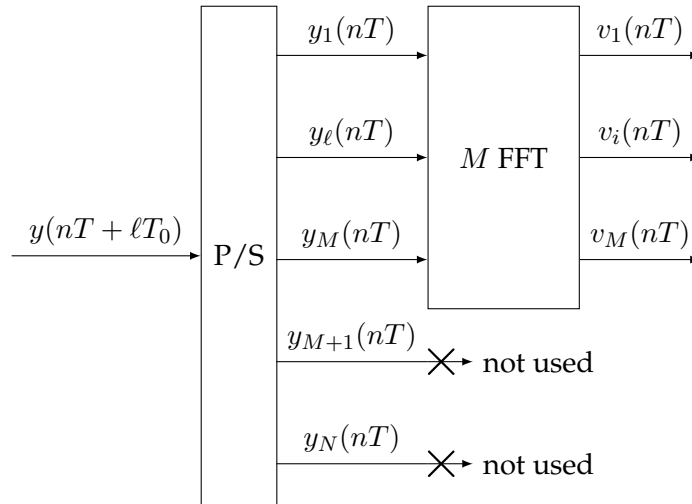 y_1(nT) v_1(nT)
y_ℓ(nT) v_i(nT)
M FFT
y(nT + ℓT_0) P/S y_M(nT) v_M(nT)
y_{M+1}(nT)
not used
y_N(nT)
not used